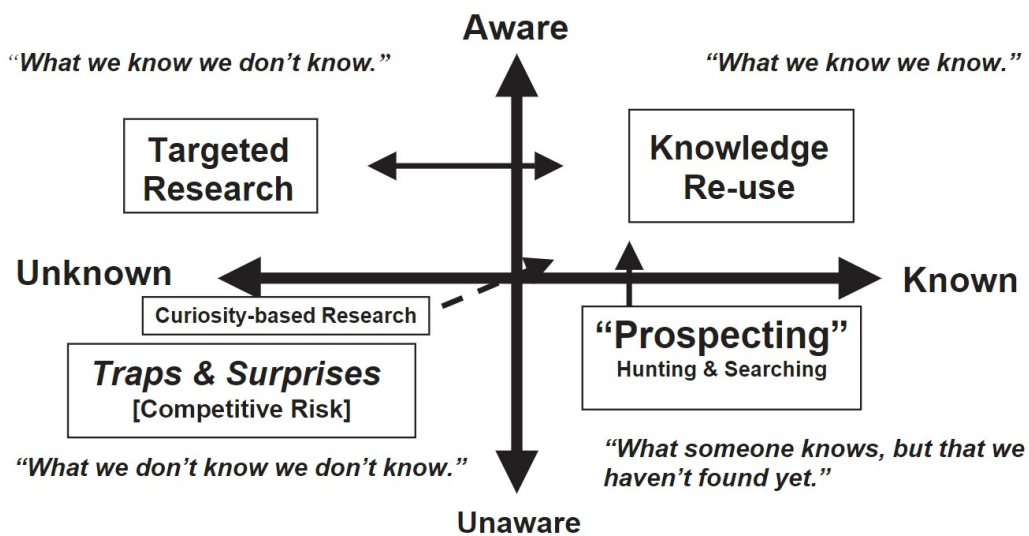 Aware
“What we know we don’t know.”
“What we know we know.”
Targeted
Research
Knowledge
Re-use
Unknown
Known
Curiosity-based Research
“Prospecting”
Hunting & Searching
Traps & Surprises
[Competitive Risk]
“What we don’t know we don’t know.”
“What someone knows, but that we
haven’t found yet.”
Unaware